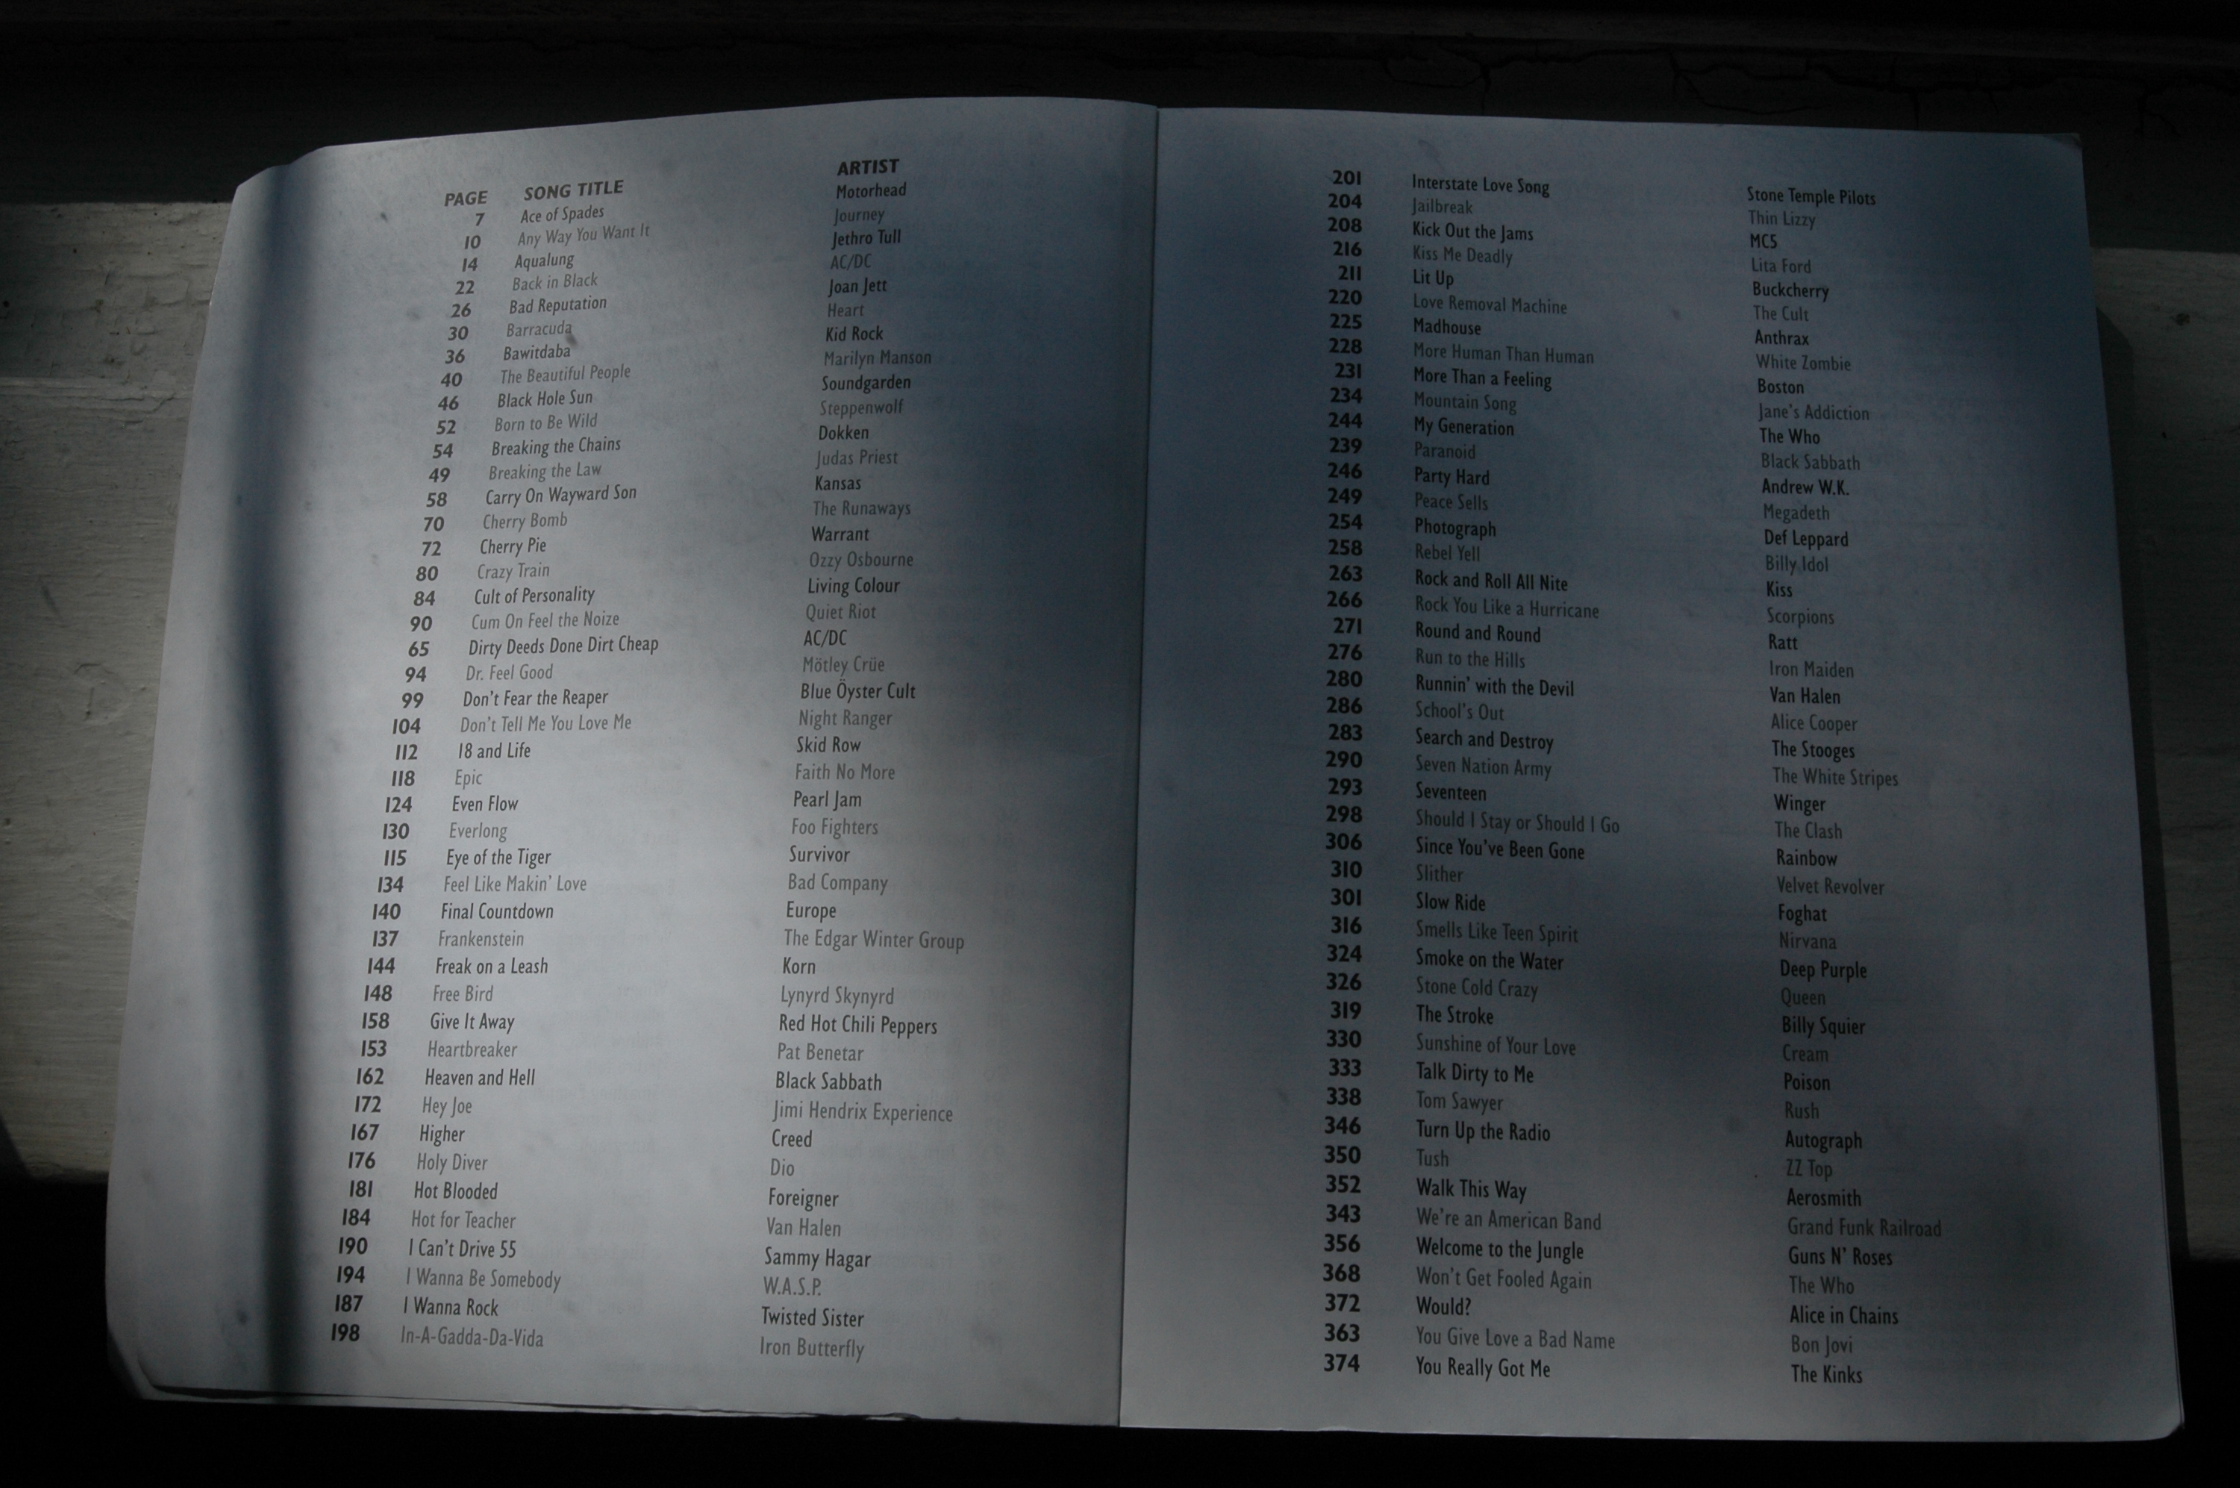 PAGE SONG TITLE ARTIST
7 Ace of Spades Motorhead
10 Any Way You Want It Journey
14 Aqualung Jethro Tull
22 Back in Black AC/DC
26 Bad Reputation Joan Jett
30 Barracuda Heart
36 Bawitdaba Kid Rock
40 The Beautiful People Marilyn Manson
46 Black Hole Sun Soundgarden
52 Born to Be Wild Steppenwolf
54 Breaking the Chains Dokken
49 Breaking the Law Judas Priest
58 Carry On Wayward Son Kansas
70 Cherry Bomb The Runaways
72 Cherry Pie Warrant
80 Crazy Train Ozzy Osbourne
84 Cult of Personality Living Colour
90 Cum On Feel the Noize Quiet Riot
65 Dirty Deeds Done Dirt Cheap AC/DC
94 Dr. Feel Good Mötley Crüe
99 Don't Fear the Reaper Blue Öyster Cult
104 Don't Tell Me You Love Me Night Ranger
112 18 and Life Skid Row
118 Epic Faith No More
124 Even Flow Pearl Jam
130 Everlong Foo Fighters
115 Eye of the Tiger Survivor
134 Feel Like Makin' Love Bad Company
140 Final Countdown Europe
137 Frankenstein The Edgar Winter Group
144 Freak on a Leash Korn
148 Free Bird Lynyrd Skynyrd
158 Give It Away Red Hot Chili Peppers
153 Heartbreaker Pat Benetar
162 Heaven and Hell Black Sabbath
172 Hey Joe Jimi Hendrix Experience
167 Higher Creed
176 Holy Diver Dio
181 Hot Blooded Foreigner
184 Hot for Teacher Van Halen
190 I Can't Drive 55 Sammy Hagar
194 I Wanna Be Somebody W.A.S.P.
187 I Wanna Rock Twisted Sister
198 In-A-Gadda-Da-Vida Iron Butterfly
201 Interstate Love Song Stone Temple Pilots
204 Jailbreak Thin Lizzy
208 Kick Out the Jams MC5
216 Kiss Me Deadly Lita Ford
211 Lit Up Buckcherry
220 Love Removal Machine The Cult
225 Madhouse Anthrax
228 More Human Than Human White Zombie
231 More Than a Feeling Boston
234 Mountain Song Jane's Addiction
244 My Generation The Who
239 Paranoid Black Sabbath
246 Party Hard Andrew W.K.
249 Peace Sells Megadeth
254 Photograph Def Leppard
258 Rebel Yell Billy Idol
263 Rock and Roll All Nite Kiss
266 Rock You Like a Hurricane Scorpions
271 Round and Round Ratt
276 Run to the Hills Iron Maiden
280 Runnin' with the Devil Van Halen
286 School's Out Alice Cooper
283 Search and Destroy The Stooges
290 Seven Nation Army The White Stripes
293 Seventeen Winger
298 Should I Stay or Should I Go The Clash
306 Since You've Been Gone Rainbow
310 Slither Velvet Revolver
301 Slow Ride Foghat
316 Smells Like Teen Spirit Nirvana
324 Smoke on the Water Deep Purple
326 Stone Cold Crazy Queen
319 The Stroke Billy Squier
330 Sunshine of Your Love Cream
333 Talk Dirty to Me Poison
338 Tom Sawyer Rush
346 Turn Up the Radio Autograph
350 Tush ZZ Top
352 Walk This Way Aerosmith
343 We're an American Band Grand Funk Railroad
356 Welcome to the Jungle Guns N' Roses
368 Won't Get Fooled Again The Who
372 Would? Alice in Chains
363 You Give Love a Bad Name Bon Jovi
374 You Really Got Me The Kinks